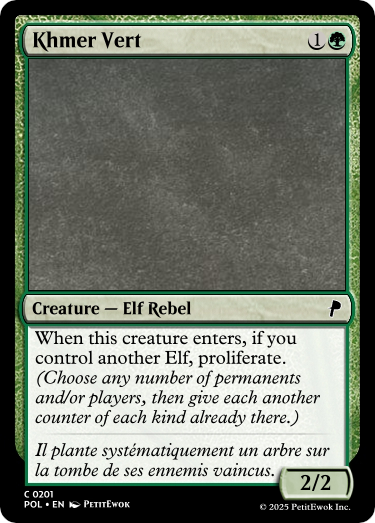 Khmer Vert 1
Creature — Elf Rebel
When this creature enters, if you
control another Elf, proliferate.
(Choose any number of permanents
and/or players, then give each another
counter of each kind already there.)
Il plante systématiquement un arbre sur
la tombe de ses ennemis vaincus.
2/2
C 0201
POL • EN PetitEwok
© 2025 PetitEwok Inc.